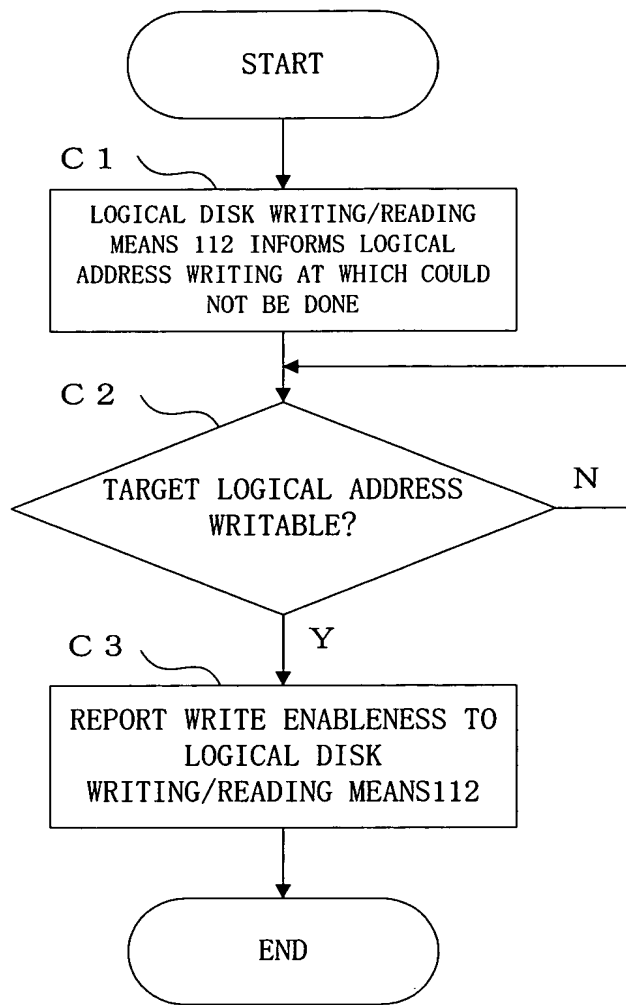 START
C 1
LOGICAL DISK WRITING/READING
MEANS 112 INFORMS LOGICAL
ADDRESS WRITING AT WHICH COULD
NOT BE DONE
C 2
TARGET LOGICAL ADDRESS
WRITABLE?
N
Y
C 3
REPORT WRITE ENABLENESS TO
LOGICAL DISK
WRITING/READING MEANS112
END